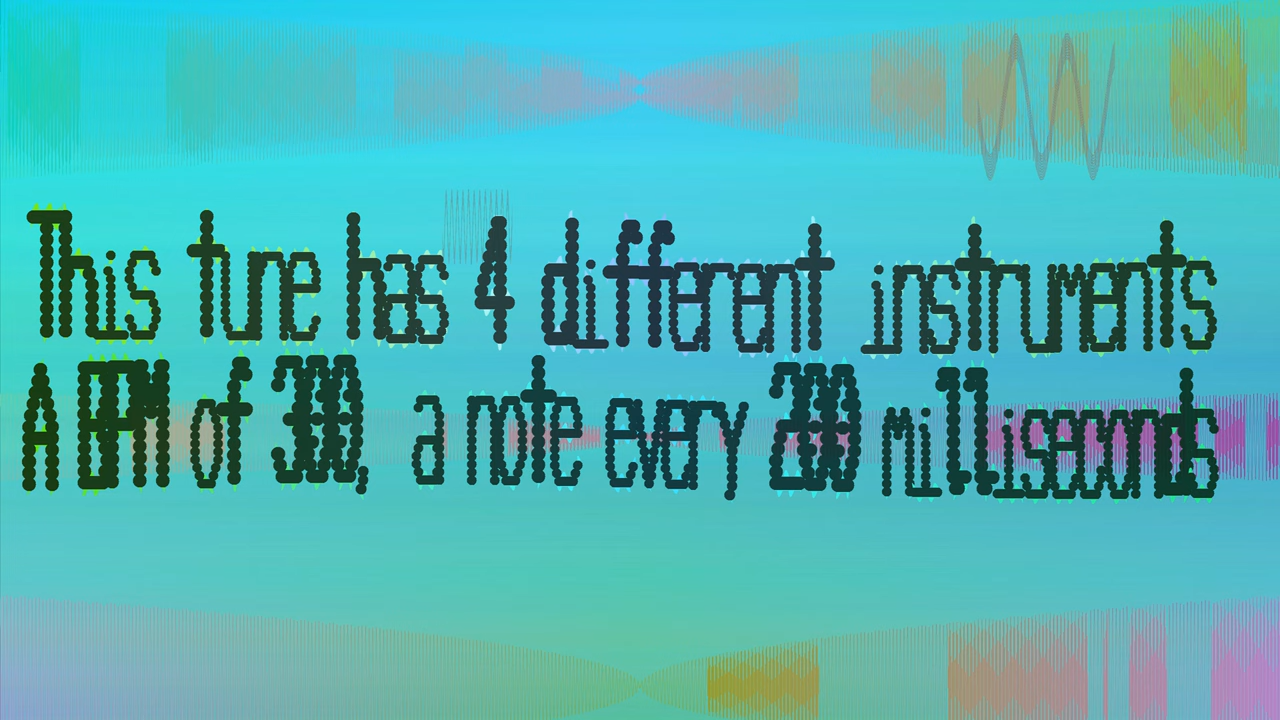 This tune has 4 different instruments
A BPM of 300, a note every 200 milliseconds